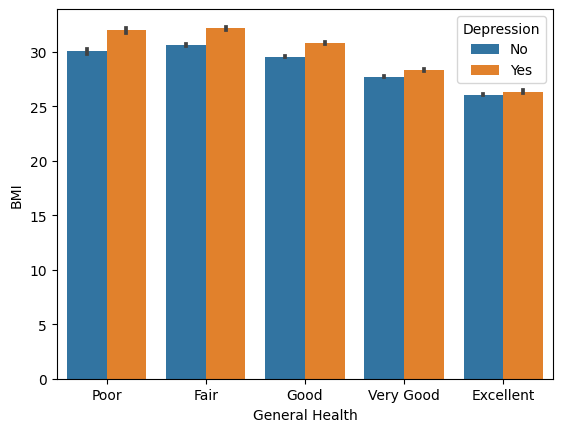 Depression
No
Yes
30
25
20
15
10
5
0
BMI
Poor Fair Good Very Good Excellent
General Health